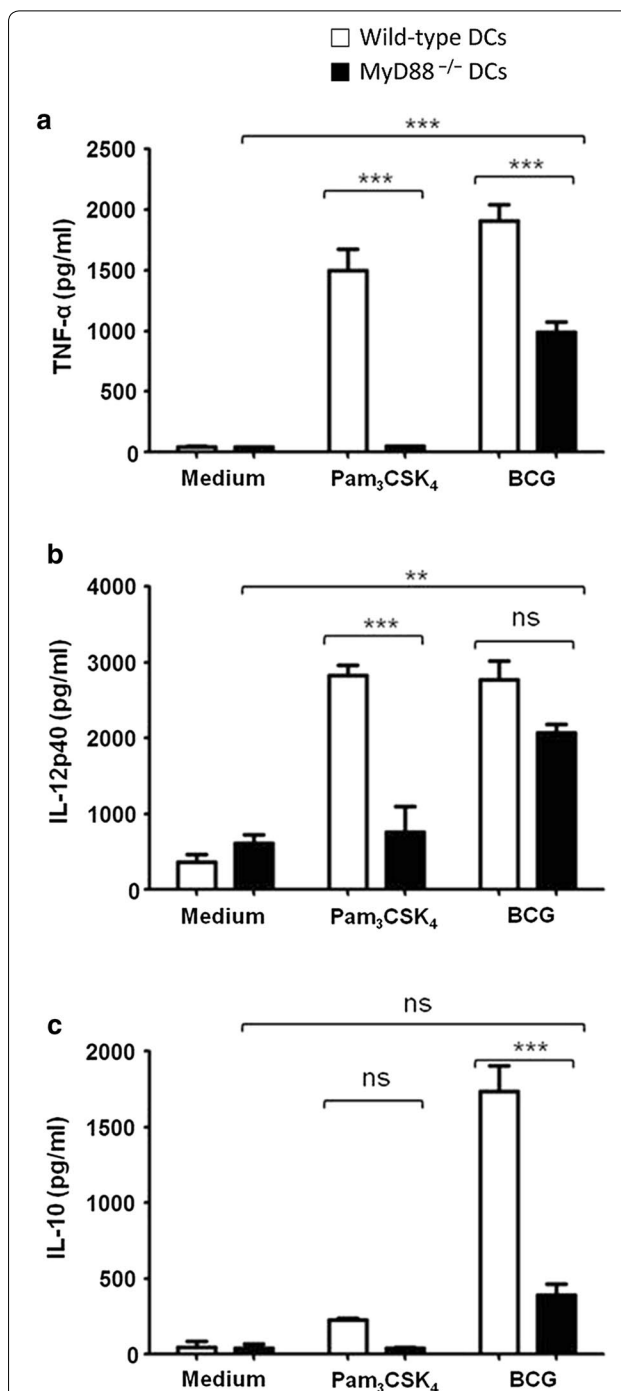 Wild-type DCs
MyD88 –/– DCs
a
***
***
***
TNF-α (pg/ml)
2500
2000
1500
1000
500
0
Medium Pam₃CSK₄ BCG
b
**
***
ns
IL-12p40 (pg/ml)
4000
3000
2000
1000
0
Medium Pam₃CSK₄ BCG
c
ns
ns
***
IL-10 (pg/ml)
2000
1500
1000
500
0
Medium Pam₃CSK₄ BCG